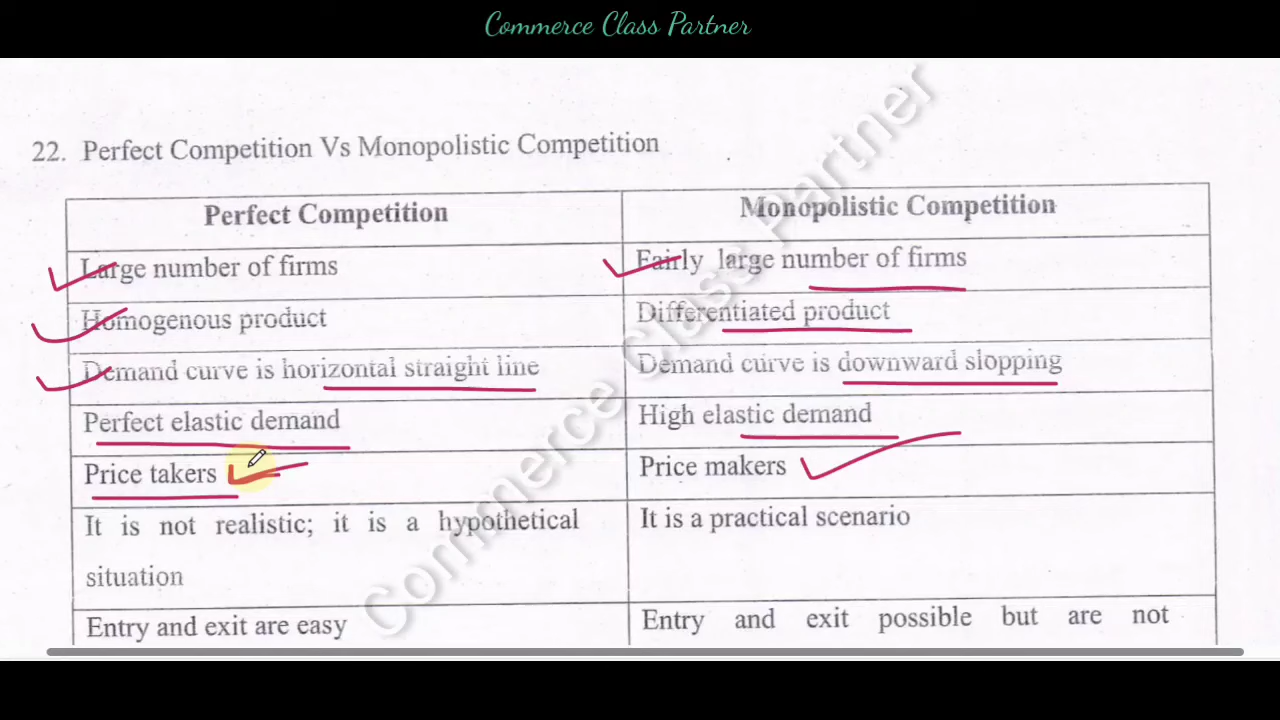 Commerce Class Partner
22. Perfect Competition Vs Monopolistic Competition
Perfect Competition
Monopolistic Competition
Large number of firms
Fairly large number of firms
Homogenous product
Differentiated product
Demand curve is horizontal straight line
Demand curve is downward slopping
Perfect elastic demand
High elastic demand
Price takers
Price makers
It is not realistic; it is a hypothetical
situation
It is a practical scenario
Entry and exit are easy
Entry and exit possible but are not
Commerce Class Partner